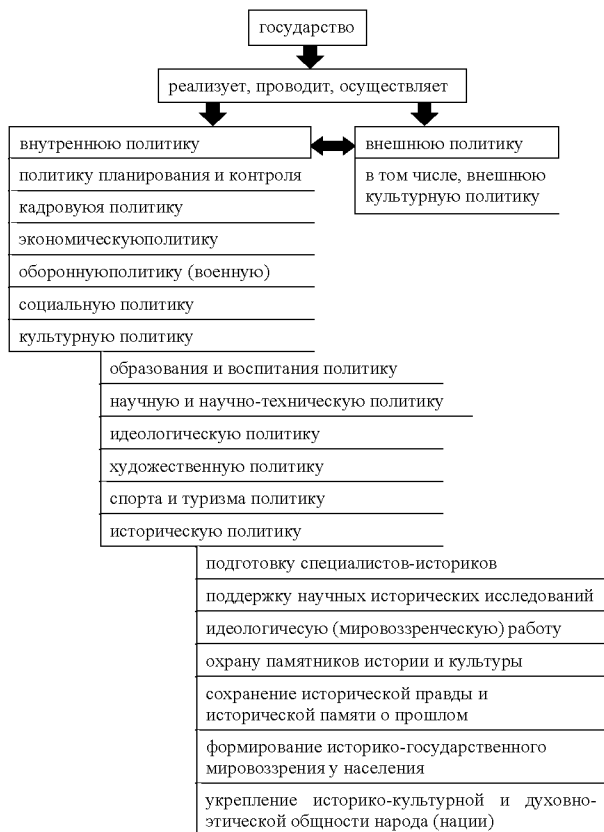 государство
реализует, проводит, осуществляет
внутреннюю политику
внешнюю политику
политику планирования и контроля
в том числе, внешнюю
культурную политику
кадровуюя политику
экономическуюполитику
обороннуюполитику (военную)
социальную политику
культурную политику
образования и воспитания политику
научную и научно-техническую политику
идеологическую политику
художественную политику
спорта и туризма политику
историческую политику
подготовку специалистов-историков
поддержку научных исторических исследований
идеологичесую (мировоззренческую) работу
охрану памятников истории и культуры
сохранение исторической правды и
исторической памяти о прошлом
формирование историко-государственного
мировоззрения у населения
укрепление историко-культурной и духовно-
этической общности народа (нации)